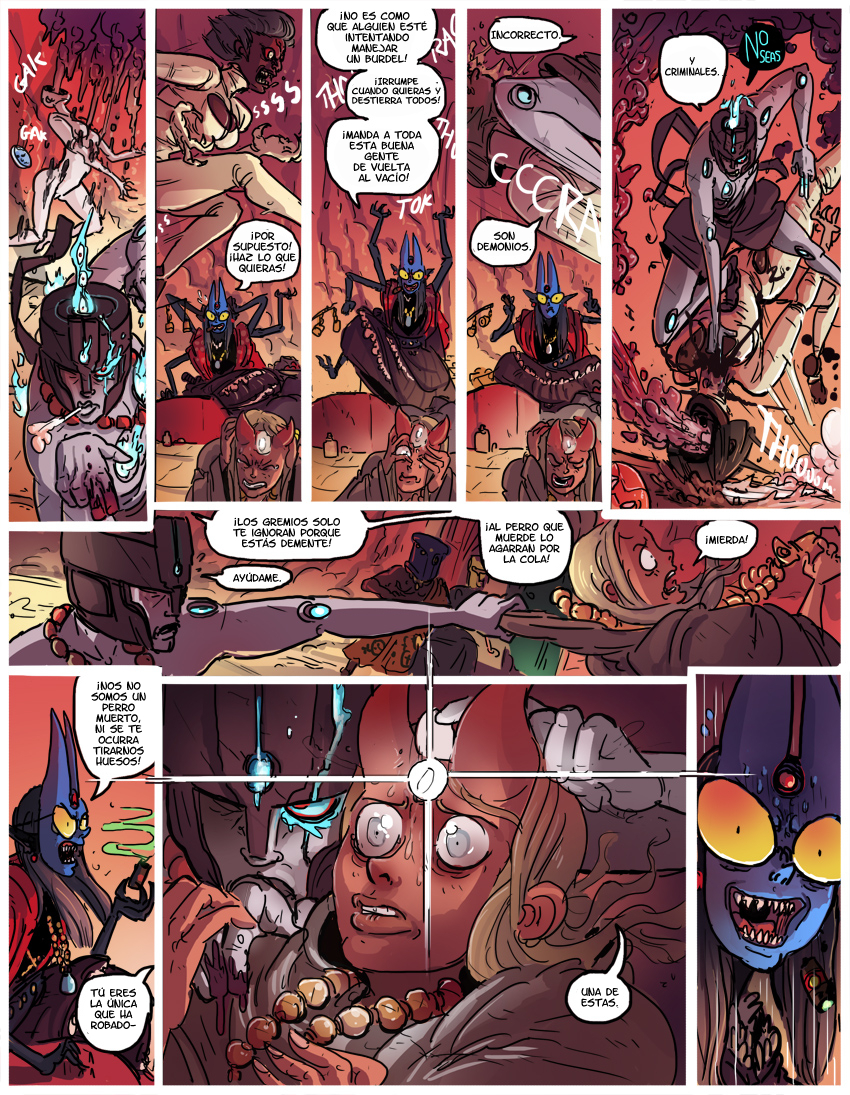 GAK
GAK
SSSS
SSS
¡POR
SUPUESTO!
¡HAZ LO QUE
QUIERAS!
¡NO ES COMO
QUE ALGUIEN ESTÉ
INTENTANDO
MANEJAR
UN BURDEL!
¡IRRUMPE
CUANDO QUIERAS Y
DESTIERRA TODOS!
¡MANDA A TODA
ESTA BUENA
GENTE
DE VUELTA
AL VACÍO!
TOK
INCORRECTO.
CCCCRA
SON
DEMONIOS.
Y
CRIMINALES...
NO
SEAS
THOOOOM
¡LOS GREMIOS SOLO
TE IGNORAN PORQUE
ESTÁS DEMENTE!
AYÚDAME.
¡AL PERRO QUE
MUERDE LO
AGARRAN POR
LA COLA!
¡MIERDA!
¡NOS NO
SOMOS UN
PERRO
MUERTO,
NI SE TE
OCURRA
TIRARNOS
HUESOS!
TÚ ERES
LA ÚNICA
QUE HA
ROBADO-
UNA DE
ESTAS.